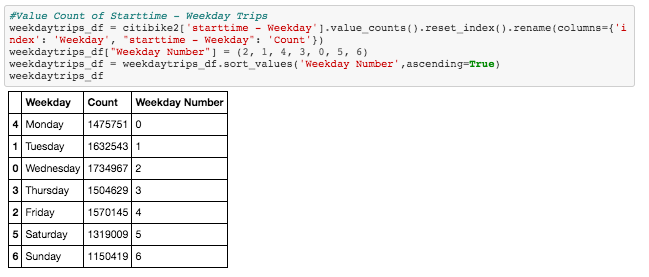 #Value Count of Starttime - Weekday Trips
weekdaytrips_df = citibike2['starttime - Weekday'].value_counts().reset_index().rename(columns={'i
ndex': 'Weekday', "starttime - Weekday": 'Count'})
weekdaytrips_df["Weekday Number"] = (2, 1, 4, 3, 0, 5, 6)
weekdaytrips_df = weekdaytrips_df.sort_values('Weekday Number',ascending=True)
weekdaytrips_df
Weekday Count Weekday Number
4 Monday 1475751 0
1 Tuesday 1632543 1
0 Wednesday 1734967 2
3 Thursday 1504629 3
2 Friday 1570145 4
5 Saturday 1319009 5
6 Sunday 1150419 6